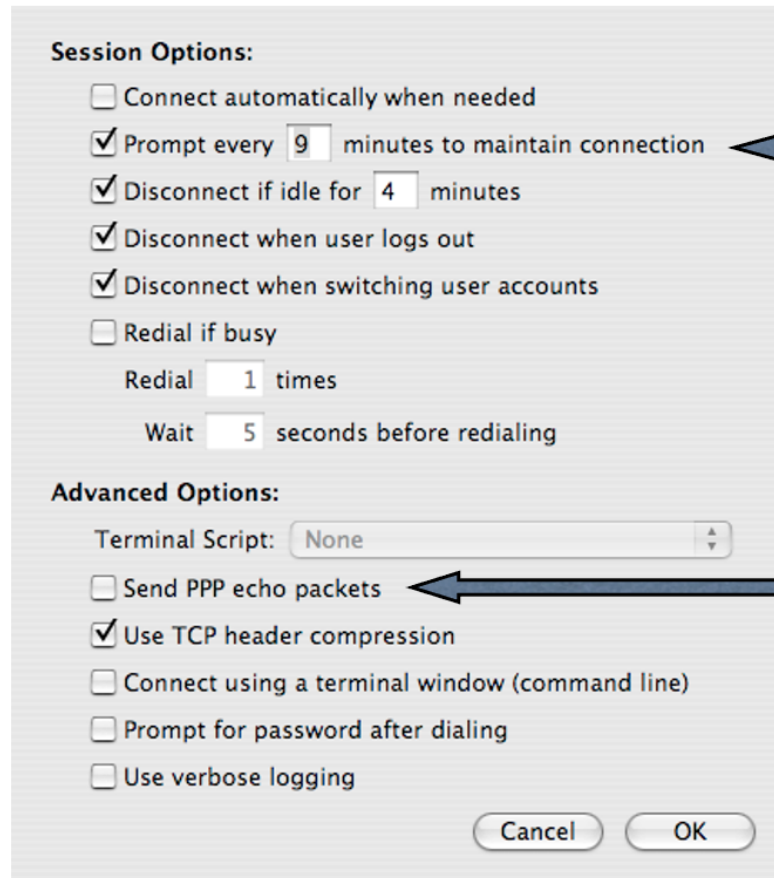 Session Options:
Connect automatically when needed
Prompt every 9 minutes to maintain connection
Disconnect if idle for 4 minutes
Disconnect when user logs out
Disconnect when switching user accounts
Redial if busy
Redial 1 times
Wait 5 seconds before redialing
Advanced Options:
Terminal Script: None
Send PPP echo packets
Use TCP header compression
Connect using a terminal window (command line)
Prompt for password after dialing
Use verbose logging
Cancel OK